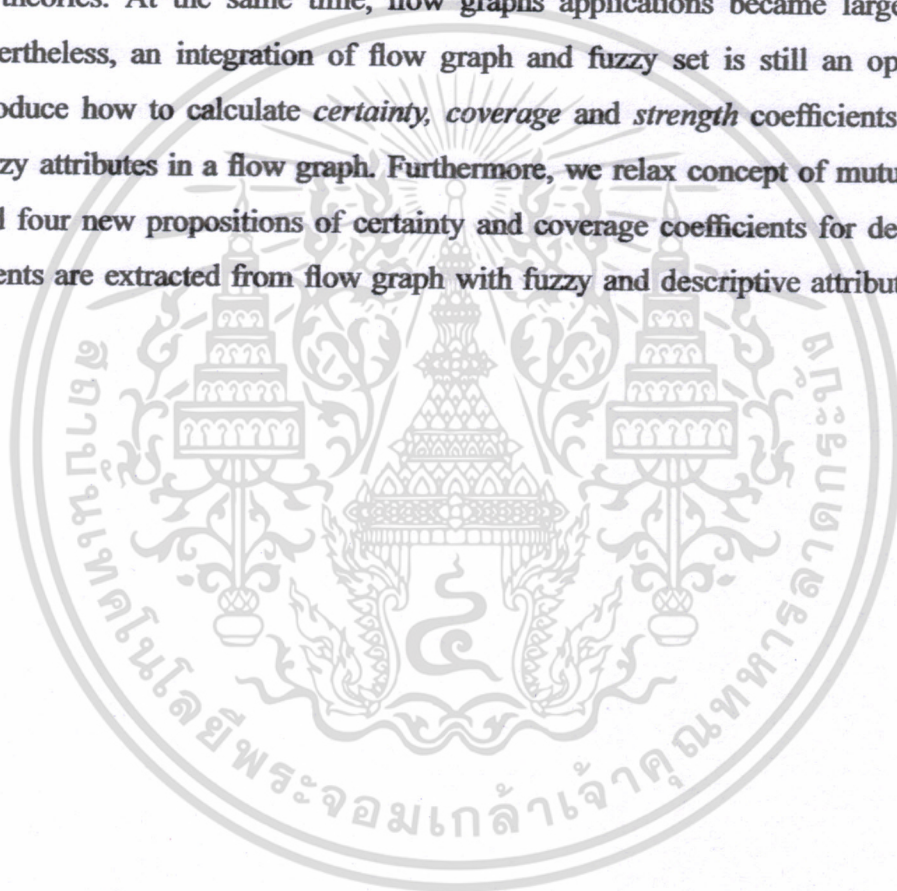 theories. At the same time, flow graphs applications became large
ertheless, an integration of flow graph and fuzzy set is still an op
oduce how to calculate certainty, coverage and strength coefficients
zy attributes in a flow graph. Furthermore, we relax concept of mutu
four new propositions of certainty and coverage coefficients for de
ents are extracted from flow graph with fuzzy and descriptive attribut
สถาบันเทคโนโลยีพระจอมเกล้าเจ้าคุณทหารลาดกระบัง